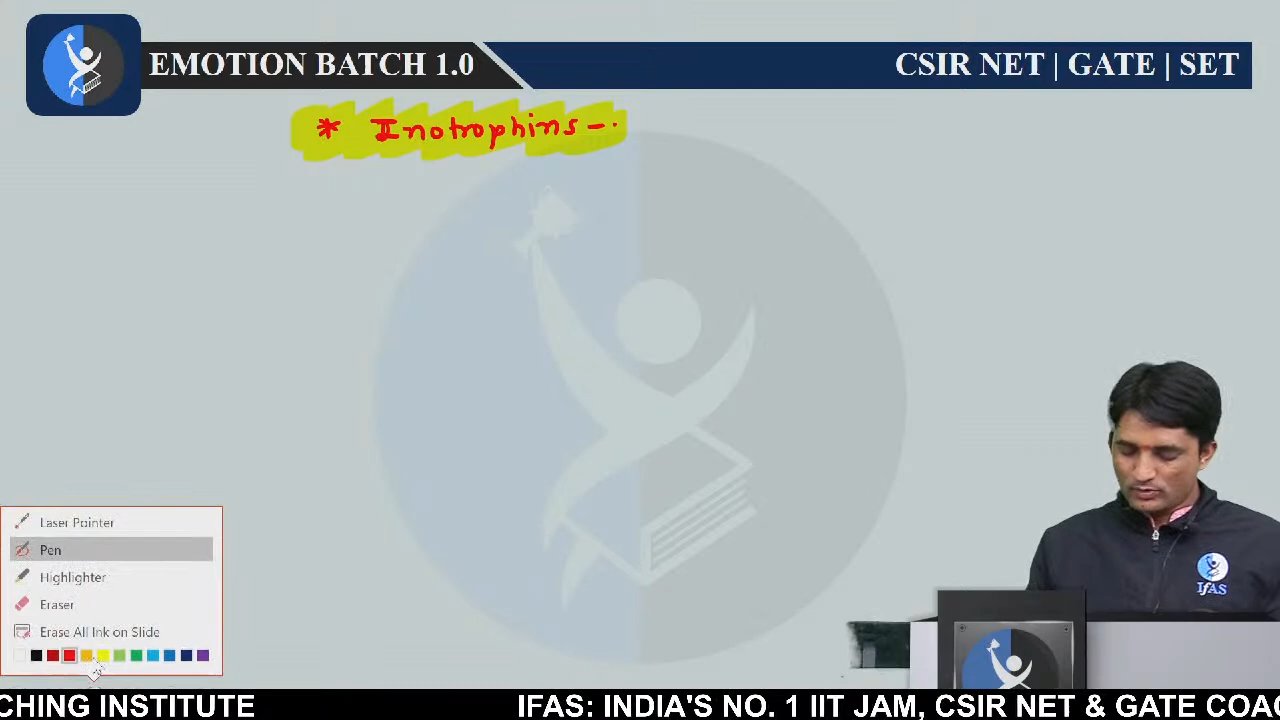 EMOTION BATCH 1.0
CSIR NET | GATE | SET
* Inotrophins -
Laser Pointer
Pen
Highlighter
Eraser
Erase All Ink on Slide
IfAS
CHING INSTITUTE IFAS: INDIA'S NO. 1 IIT JAM, CSIR NET & GATE COAC